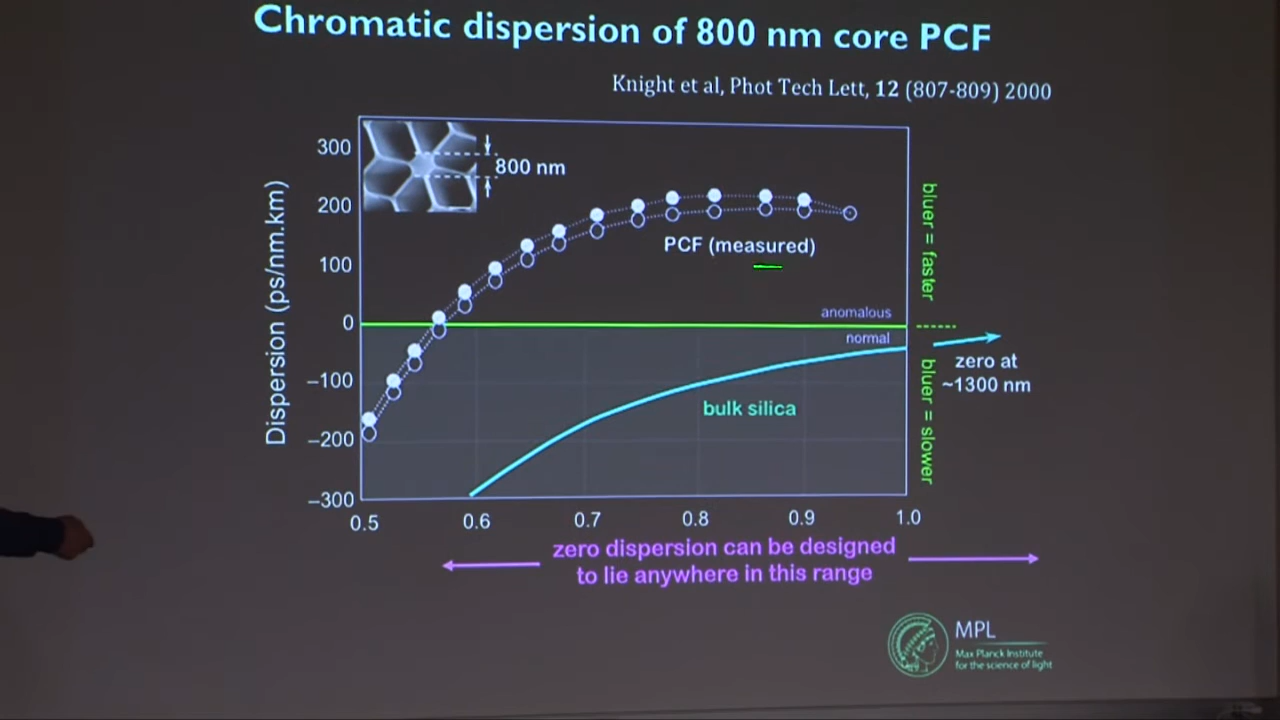 Chromatic dispersion of 800 nm core PCF
Knight et al, Phot Tech Lett, 12 (807-809) 2000
300
200
100
0
−100
−200
−300
Dispersion (ps/nm.km)
800 nm
PCF (measured)
anomalous
normal
bulk silica
bluer = faster
bluer = slower
zero at
~1300 nm
0.5 0.6 0.7 0.8 0.9 1.0
zero dispersion can be designed
to lie anywhere in this range
MPL
Max Planck Institute
for the science of light